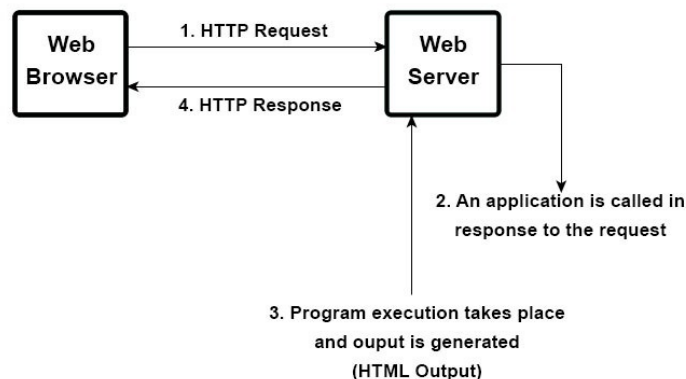 Web
Browser
1. HTTP Request
Web
Server
4. HTTP Response
2. An application is called in
response to the request
3. Program execution takes place
and ouput is generated
(HTML Output)